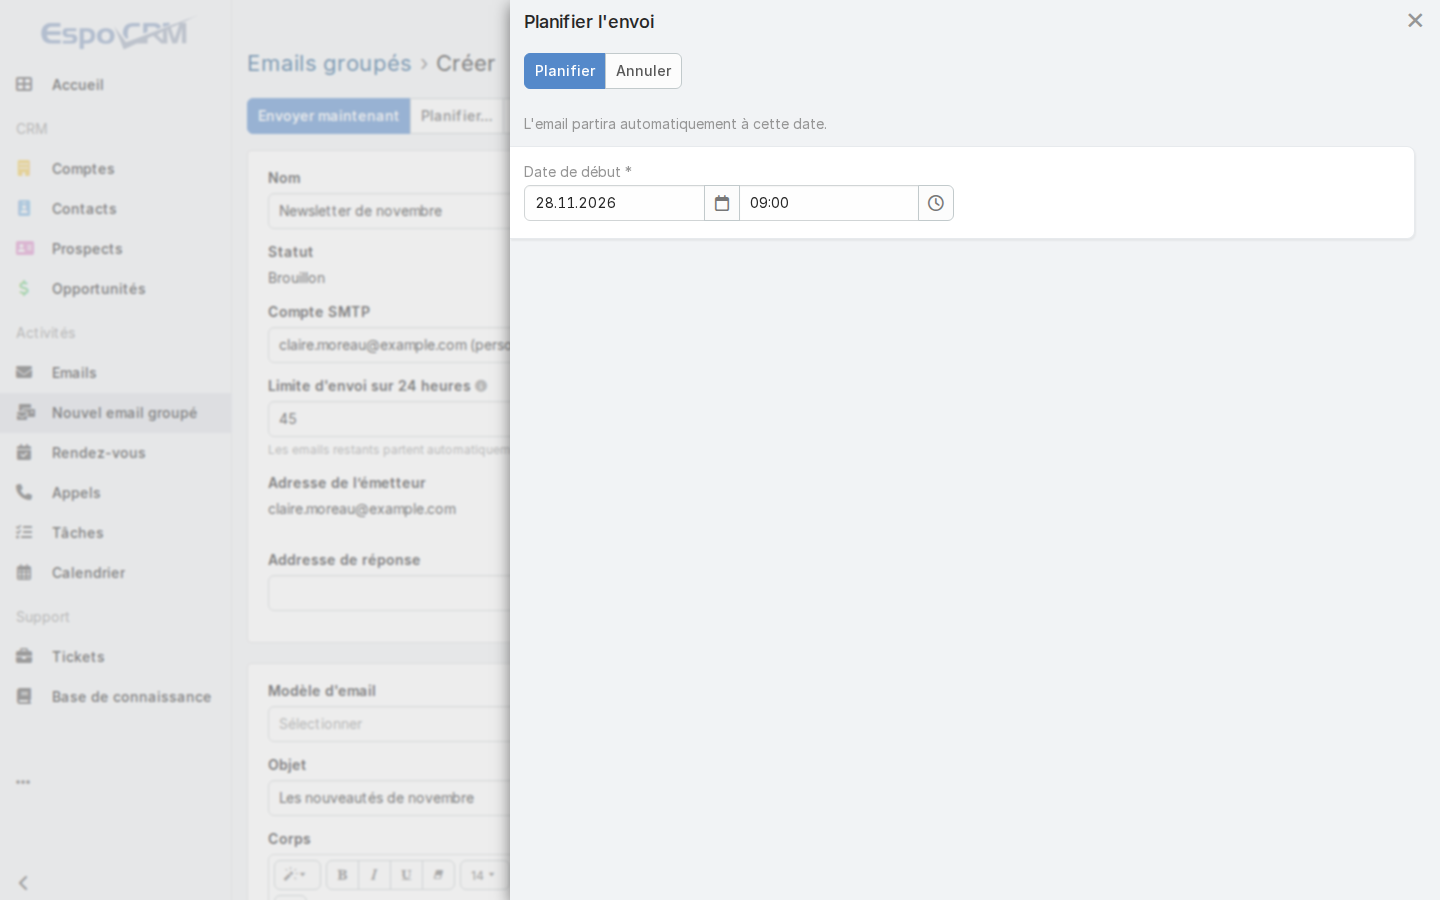 EspoCRM
Accueil
CRM
Comptes
Contacts
Prospects
Opportunités
Activités
Emails
Nouvel email groupé
Rendez-vous
Appels
Tâches
Calendrier
Support
Tickets
Base de connaissance
Emails groupés › Créer
Envoyer maintenant
Planifier...
Nom
Newsletter de novembre
Statut
Brouillon
Compte SMTP
claire.moreau@example.com (perso
Limite d'envoi sur 24 heures
45
Les emails restants partent automatiquem
Adresse de l'émetteur
claire.moreau@example.com
Addresse de réponse
Modèle d'email
Sélectionner
Objet
Les nouveautés de novembre
Corps
B I U 14
Planifier l'envoi
Planifier Annuler
L'email partira automatiquement à cette date.
Date de début *
28.11.2026 09:00